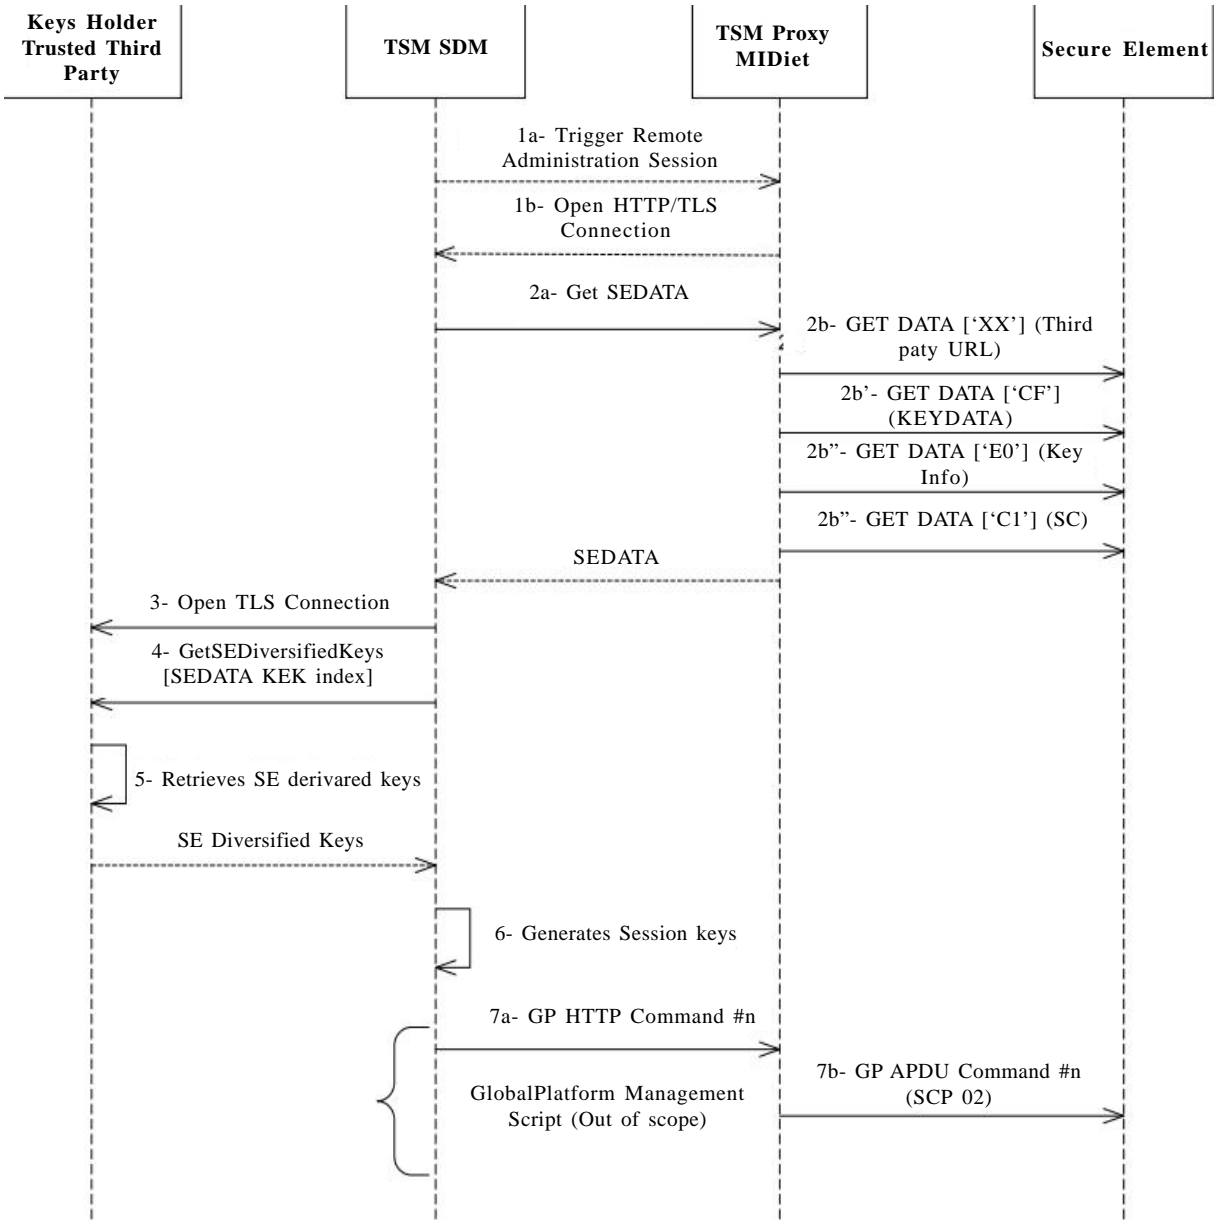 Keys Holder
Trusted Third
Party
TSM SDM
TSM Proxy
MIDiet
Secure Element
1a- Trigger Remote
Administration Session
1b- Open HTTP/TLS
Connection
2a- Get SEDATA
2b- GET DATA [‘XX’] (Third
paty URL)
2b’- GET DATA [‘CF’]
(KEYDATA)
2b”- GET DATA [‘E0’] (Key
Info)
2b”- GET DATA [‘C1’] (SC)
SEDATA
3- Open TLS Connection
4- GetSEDiversifiedKeys
[SEDATA KEK index]
5- Retrieves SE derivared keys
SE Diversified Keys
6- Generates Session keys
7a- GP HTTP Command #n
7b- GP APDU Command #n
(SCP 02)
GlobalPlatform Management
Script (Out of scope)